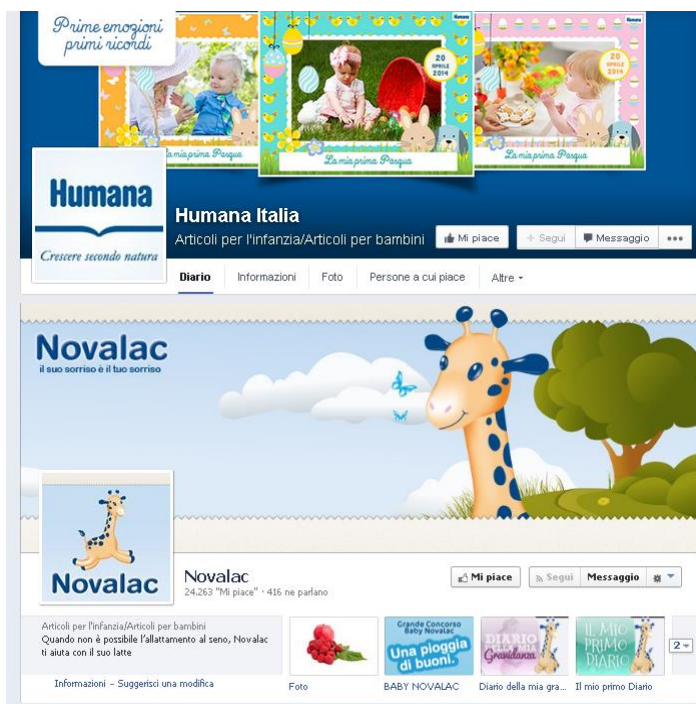 Prime emozioni
primi ricordi
Humana
20
APRILE
2014
20
APRILE
2014
La mia prima Pasqua
La mia prima Pasqua
La mia prima Pasqua
Humana
Crescere secondo natura
Humana Italia
Articoli per l'infanzia/Articoli per bambini
Mi piace
+ Segui
Messaggio
Diario
Informazioni
Foto
Persone a cui piace
Altre
Novalac
il suo sorriso è il tuo sorriso
Novalac
Novalac
24.263 "Mi piace" · 416 ne parlano
Mi piace
Segui
Messaggio
Articoli per l'infanzia/Articoli per bambini
Quando non è possibile l'allattamento al seno, Novalac
ti aiuta con il suo latte
Informazioni – Suggerisci una modifica
Grande Concorso
Baby Novalac
Una pioggia
di buoni.
DIARIO
DELLA MIA
Gravidanza
IL MIO
PRIMO
DIARIO
2
Foto
BABY NOVALAC
Diario della mia gra...
Il mio primo Diario